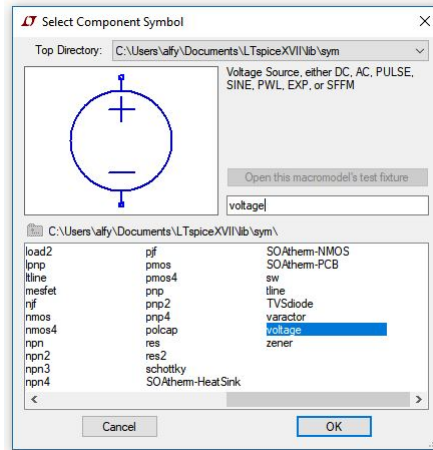 Select Component Symbol
Top Directory: C:\Users\alfy\Documents\LTspiceXVII\lib\sym
Voltage Source, either DC, AC, PULSE,
SINE, PWL, EXP, or SFFM
Open this macromodel's test fixture
voltage
C:\Users\alfy\Documents\LTspiceXVII\lib\sym\
load2 pjf SOAtherm-NMOS
lpnp pmos SOAtherm-PCB
ltline pmos4 sw
mesfet pnp tline
njf pnp2 TVSdiode
nmos pnp4 varactor
nmos4 polcap voltage
npn res zener
npn2 res2
npn3 schottky
npn4 SOAtherm-HeatSink
Cancel OK